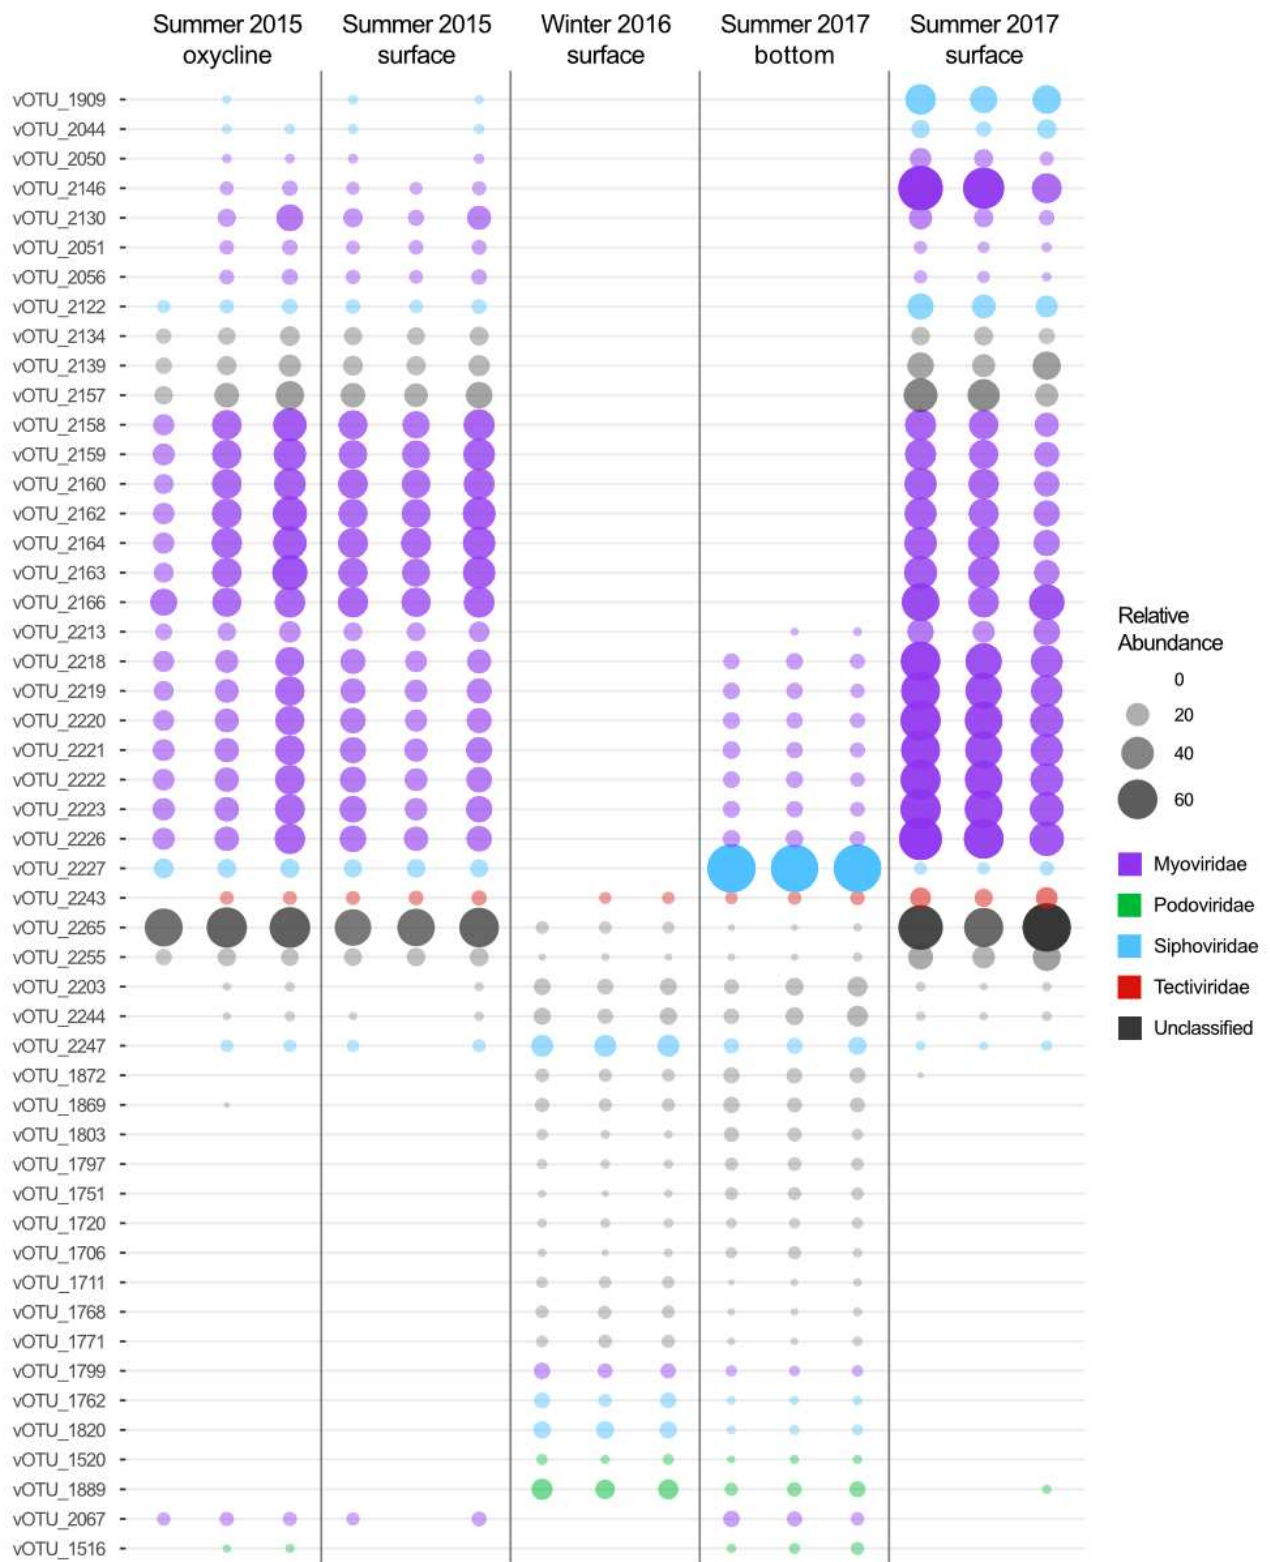 Summer 2015 Summer 2015 Winter 2016 Summer 2017 Summer 2017
oxycline surface surface bottom surface
vOTU_1909
vOTU_2044
vOTU_2050
vOTU_2146
vOTU_2130
vOTU_2051
vOTU_2056
vOTU_2122
vOTU_2134
vOTU_2139
vOTU_2157
vOTU_2158
vOTU_2159
vOTU_2160
vOTU_2162
vOTU_2164
vOTU_2163
vOTU_2166
vOTU_2213
vOTU_2218
vOTU_2219
vOTU_2220
vOTU_2221
vOTU_2222
vOTU_2223
vOTU_2226
vOTU_2227
vOTU_2243
vOTU_2265
vOTU_2255
vOTU_2203
vOTU_2244
vOTU_2247
vOTU_1872
vOTU_1869
vOTU_1803
vOTU_1797
vOTU_1751
vOTU_1720
vOTU_1706
vOTU_1711
vOTU_1768
vOTU_1771
vOTU_1799
vOTU_1762
vOTU_1820
vOTU_1520
vOTU_1889
vOTU_2067
vOTU_1516
Relative
Abundance
0
20
40
60
Myoviridae
Podoviridae
Siphoviridae
Tectiviridae
Unclassified